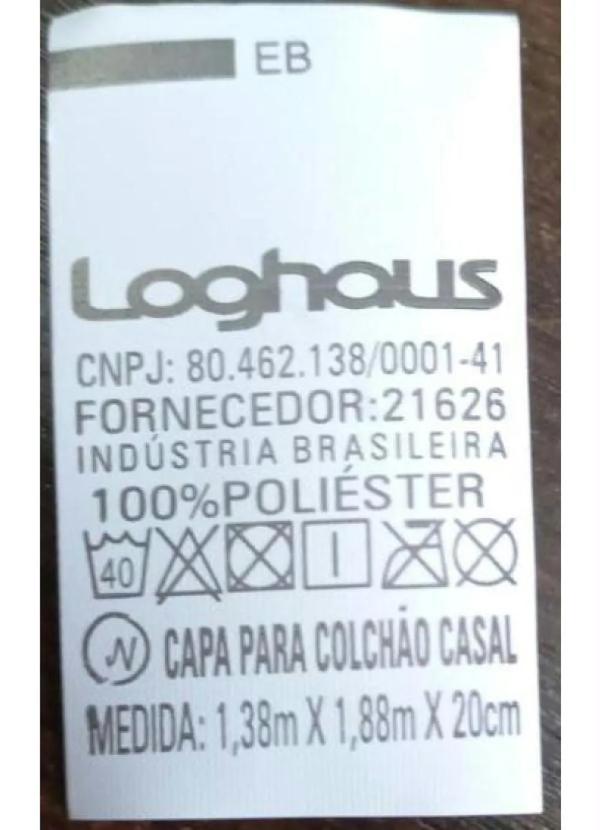 EB
Loghaus
CNPJ: 80.462.138/0001-41
FORNECEDOR:21626
INDÚSTRIA BRASILEIRA
100%POLIÉSTER
40
N CAPA PARA COLCHÃO CASAL
MEDIDA: 1,38m X 1,88m X 20cm